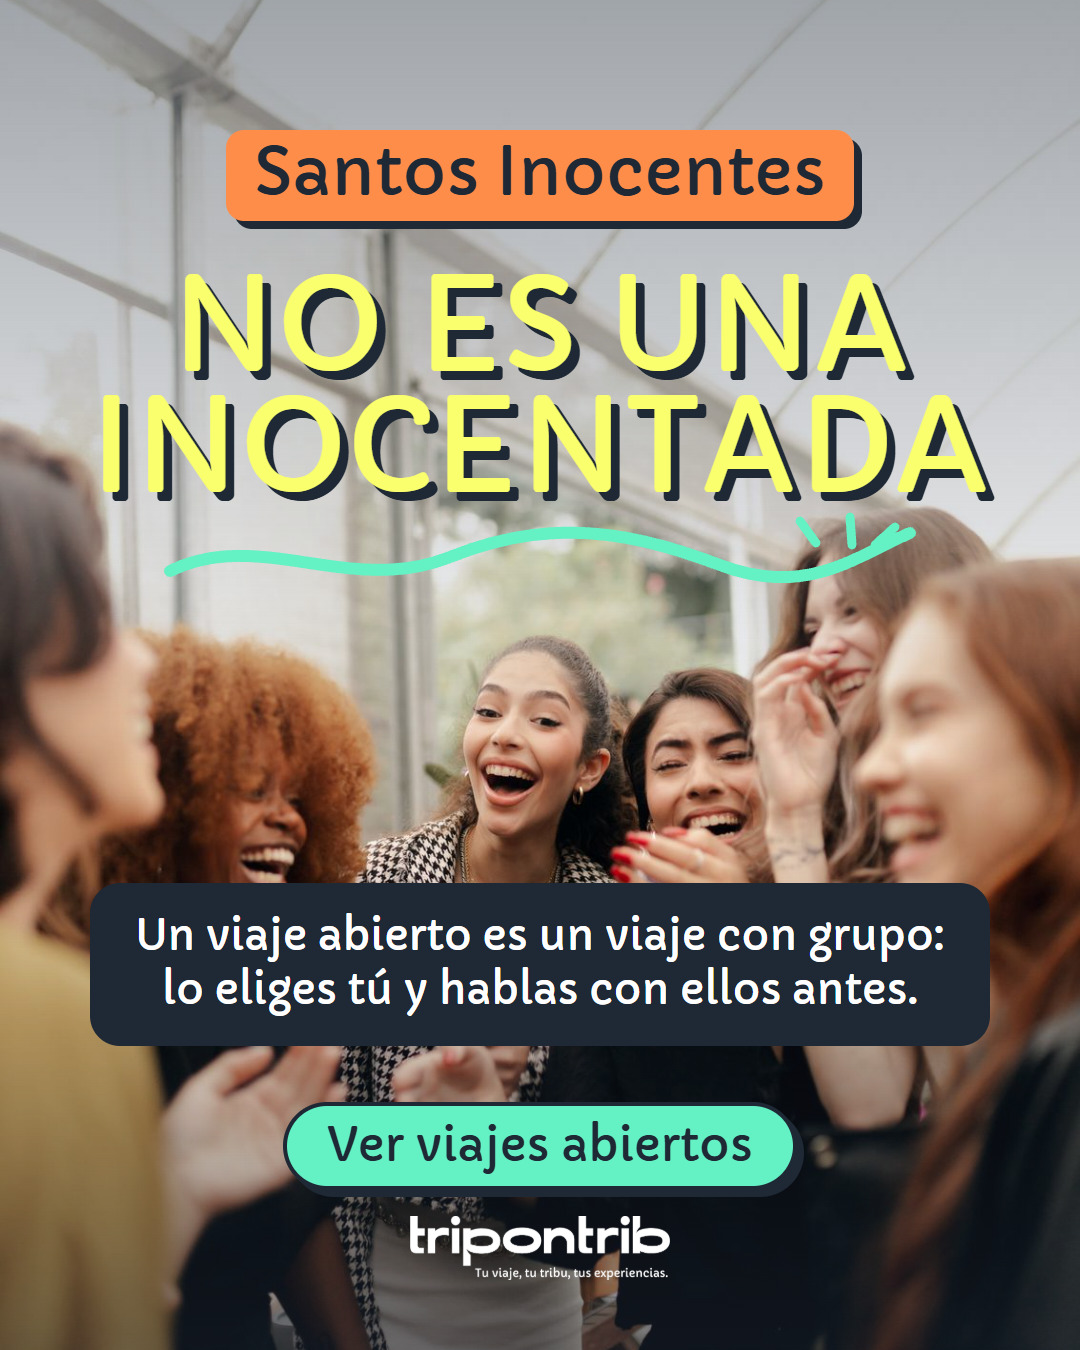 Santos Inocentes
NO ES UNA
INOCENTADA
Un viaje abierto es un viaje con grupo:
lo eliges tú y hablas con ellos antes.
Ver viajes abiertos
tripontrib
Tu viaje, tu tribu, tus experiencias.